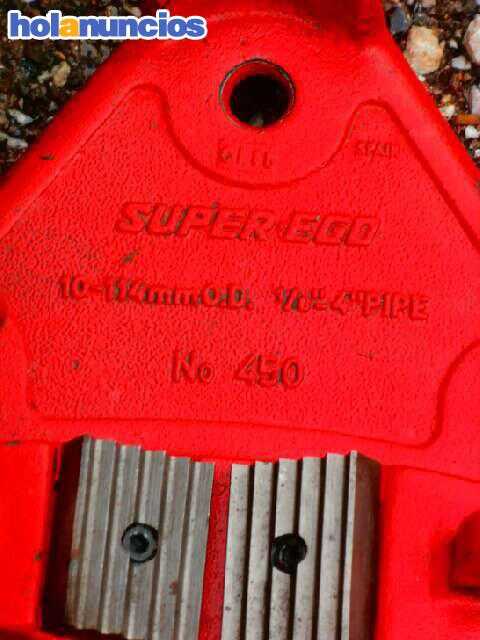 holanuncios
SPAIN
SUPER EGO
10-114mm.O.D. 1/8"-4"PIPE
No 450